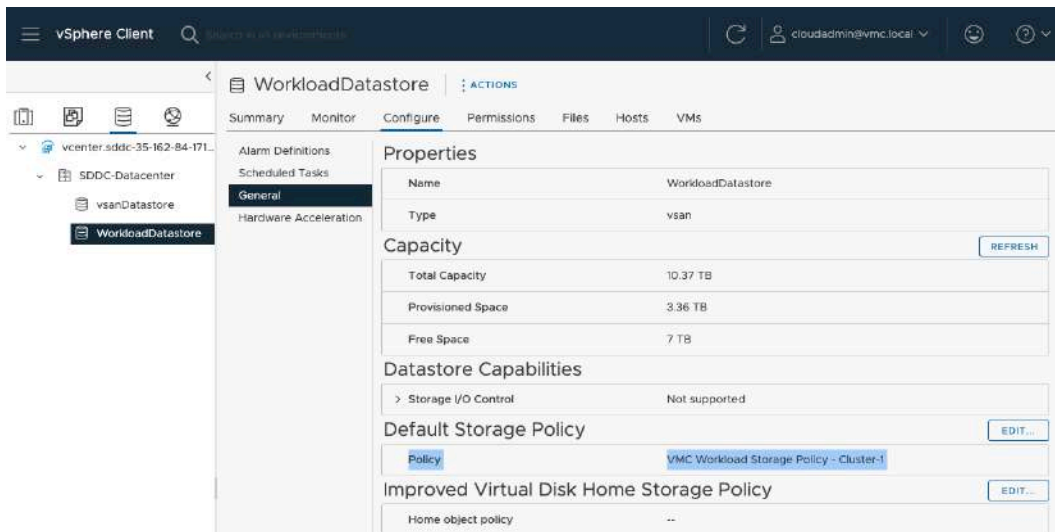 vSphere Client
cloudadmin@vmc.local
WorkloadDatastore
ACTIONS
Summary Monitor Configure Permissions Files Hosts VMs
vcenter.sddc-35-162-84-171...
SDDC-Datacenter
vsanDatastore
WorkloadDatastore
Alarm Definitions
Scheduled Tasks
General
Hardware Acceleration
Properties
Name WorkloadDatastore
Type vsan
Capacity REFRESH
Total Capacity 10.37 TB
Provisioned Space 3.36 TB
Free Space 7 TB
Datastore Capabilities
> Storage I/O Control Not supported
Default Storage Policy EDIT...
Policy VMC Workload Storage Policy - Cluster-1
Improved Virtual Disk Home Storage Policy EDIT...
Home object policy --